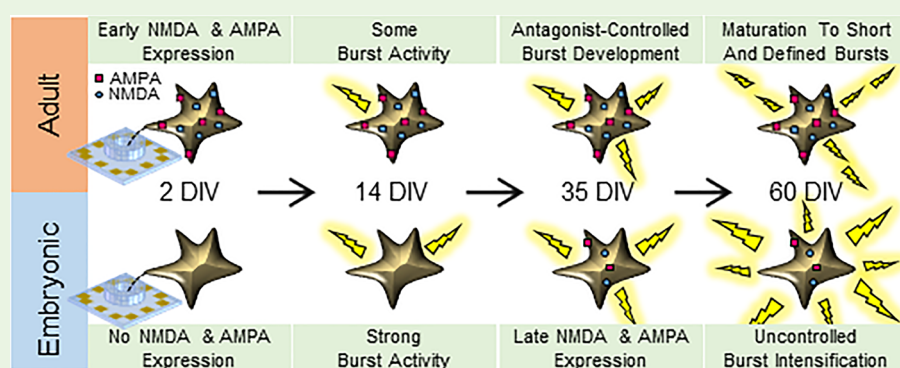 Early NMDA & AMPA
Expression
Some
Burst Activity
Antagonist-Controlled
Burst Development
Maturation To Short
And Defined Bursts
Adult
AMPA
NMDA
2 DIV
14 DIV
35 DIV
60 DIV
Embryonic
No NMDA & AMPA
Expression
Strong
Burst Activity
Late NMDA & AMPA
Expression
Uncontrolled
Burst Intensification